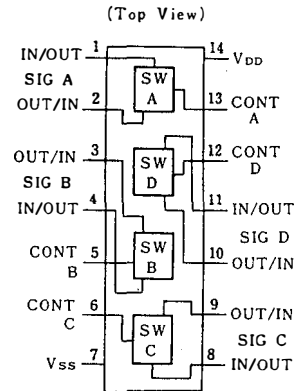 (Top View)
IN/OUT 1 14 VDD
SIG A SW A
OUT/IN 2 13 CONT A
OUT/IN 3 12 CONT D
SIG B SW D
IN/OUT 4 11 IN/OUT
SIG D
CONT B 5 SW B 10 OUT/IN
CONT C 6 9 OUT/IN
SW C SIG C
VSS 7 8 IN/OUT